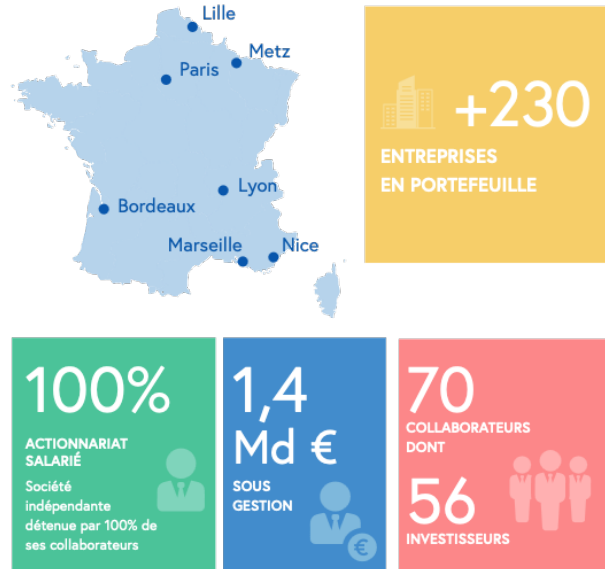 Lille
Metz
Paris
Lyon
Bordeaux
Marseille
Nice
+230
ENTREPRISES
EN PORTEFEUILLE
100%
ACTIONNARIAT
SALARIÉ
Société
indépendante
détenue par 100% de
ses collaborateurs
1,4
Md €
SOUS
GESTION
€
70
COLLABORATEURS
DONT
56
INVESTISSEURS